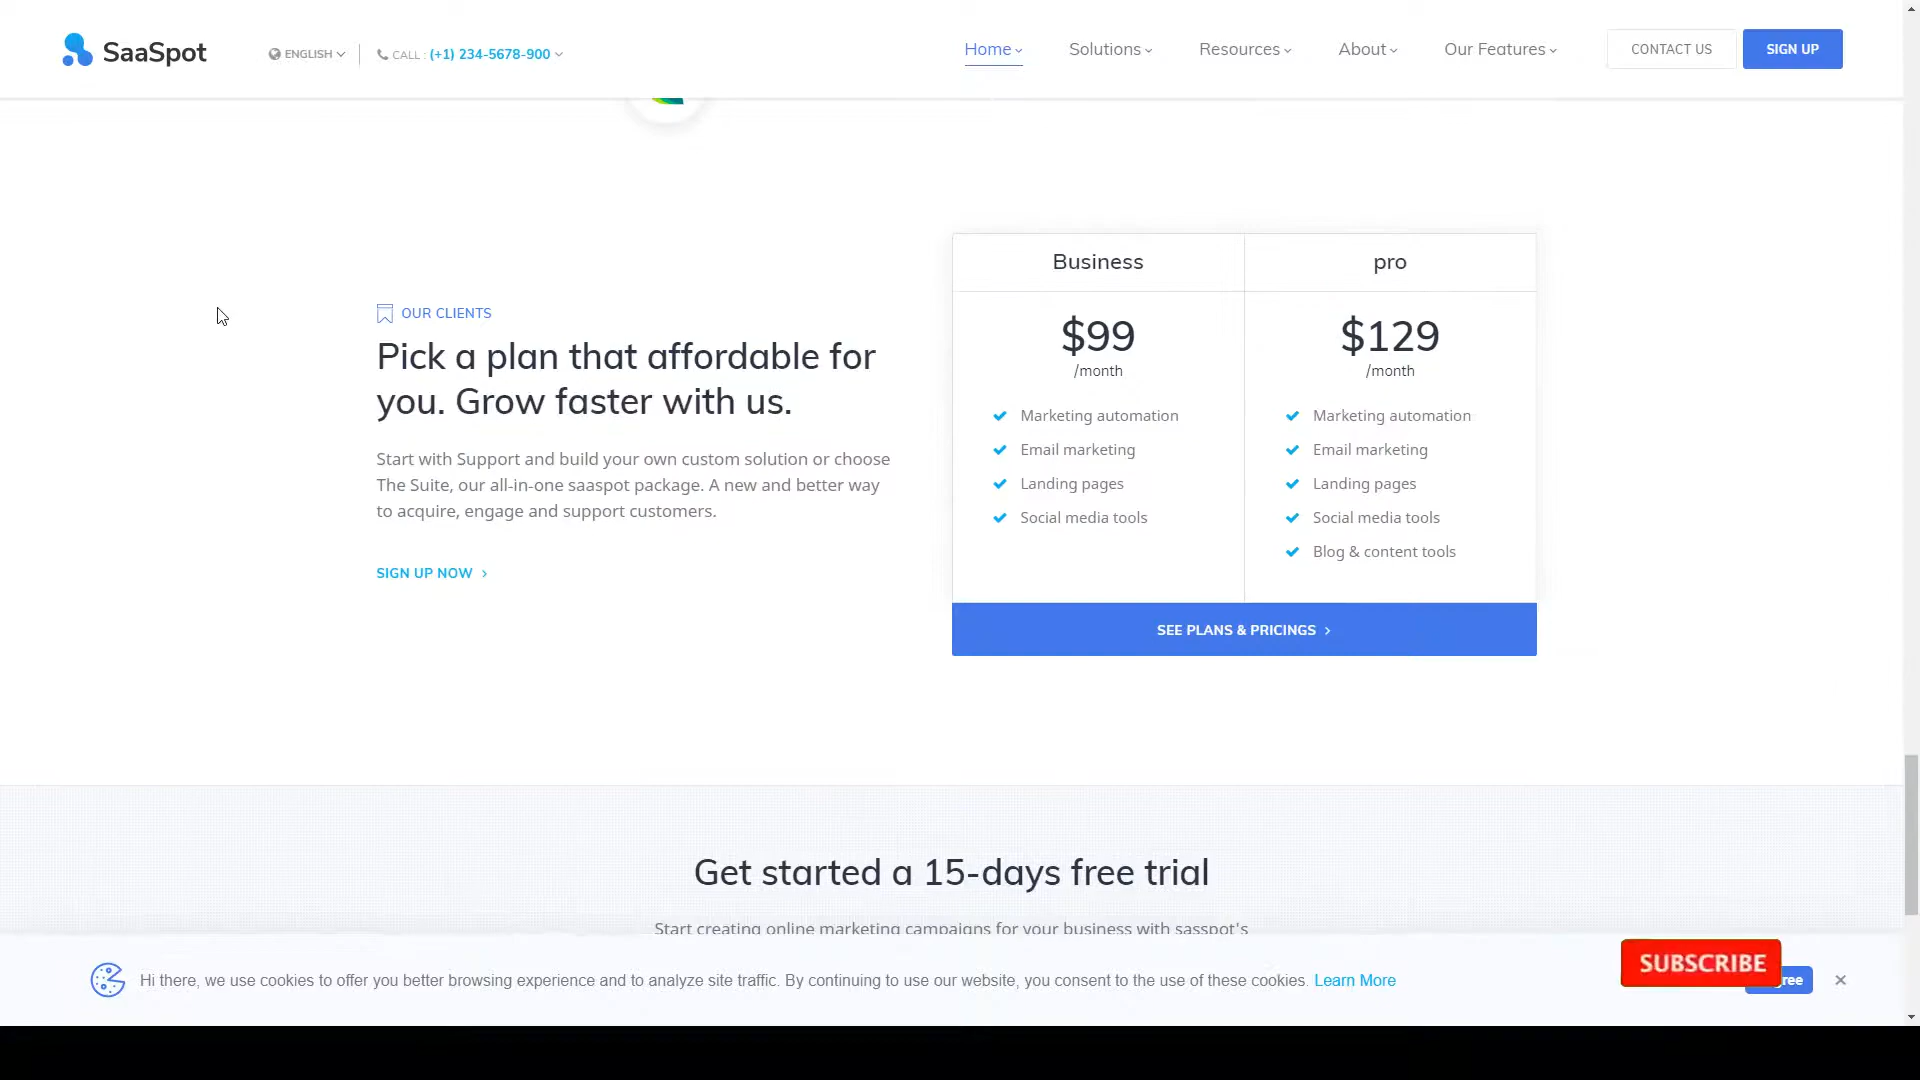 SaaSpot
ENGLISH
CALL : (+1) 234-5678-900
Home
Solutions
Resources
About
Our Features
CONTACT US
SIGN UP
OUR CLIENTS
Pick a plan that affordable for
you. Grow faster with us.
Start with Support and build your own custom solution or choose
The Suite, our all-in-one saaspot package. A new and better way
to acquire, engage and support customers.
SIGN UP NOW
Business
$99
/month
Marketing automation
Email marketing
Landing pages
Social media tools
pro
$129
/month
Marketing automation
Email marketing
Landing pages
Social media tools
Blog & content tools
SEE PLANS & PRICINGS
Get started a 15-days free trial
Start creating online marketing campaigns for your business with sasspot's
Hi there, we use cookies to offer you better browsing experience and to analyze site traffic. By continuing to use our website, you consent to the use of these cookies. Learn More
SUBSCRIBE